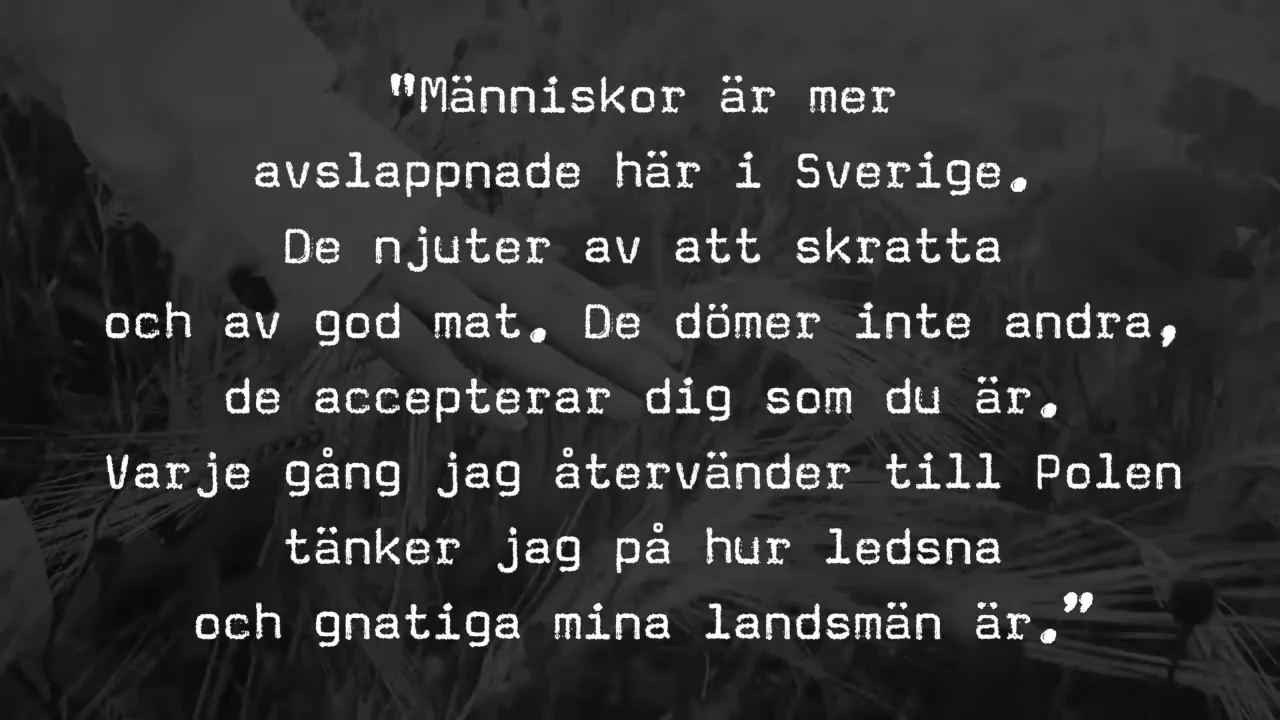 "Människor är mer
avslappnade här i Sverige.
De njuter av att skratta
och av god mat. De dömer inte andra,
de accepterar dig som du är.
Varje gång jag återvänder till Polen
tänker jag på hur ledsna
och gnatiga mina landsmän är.”